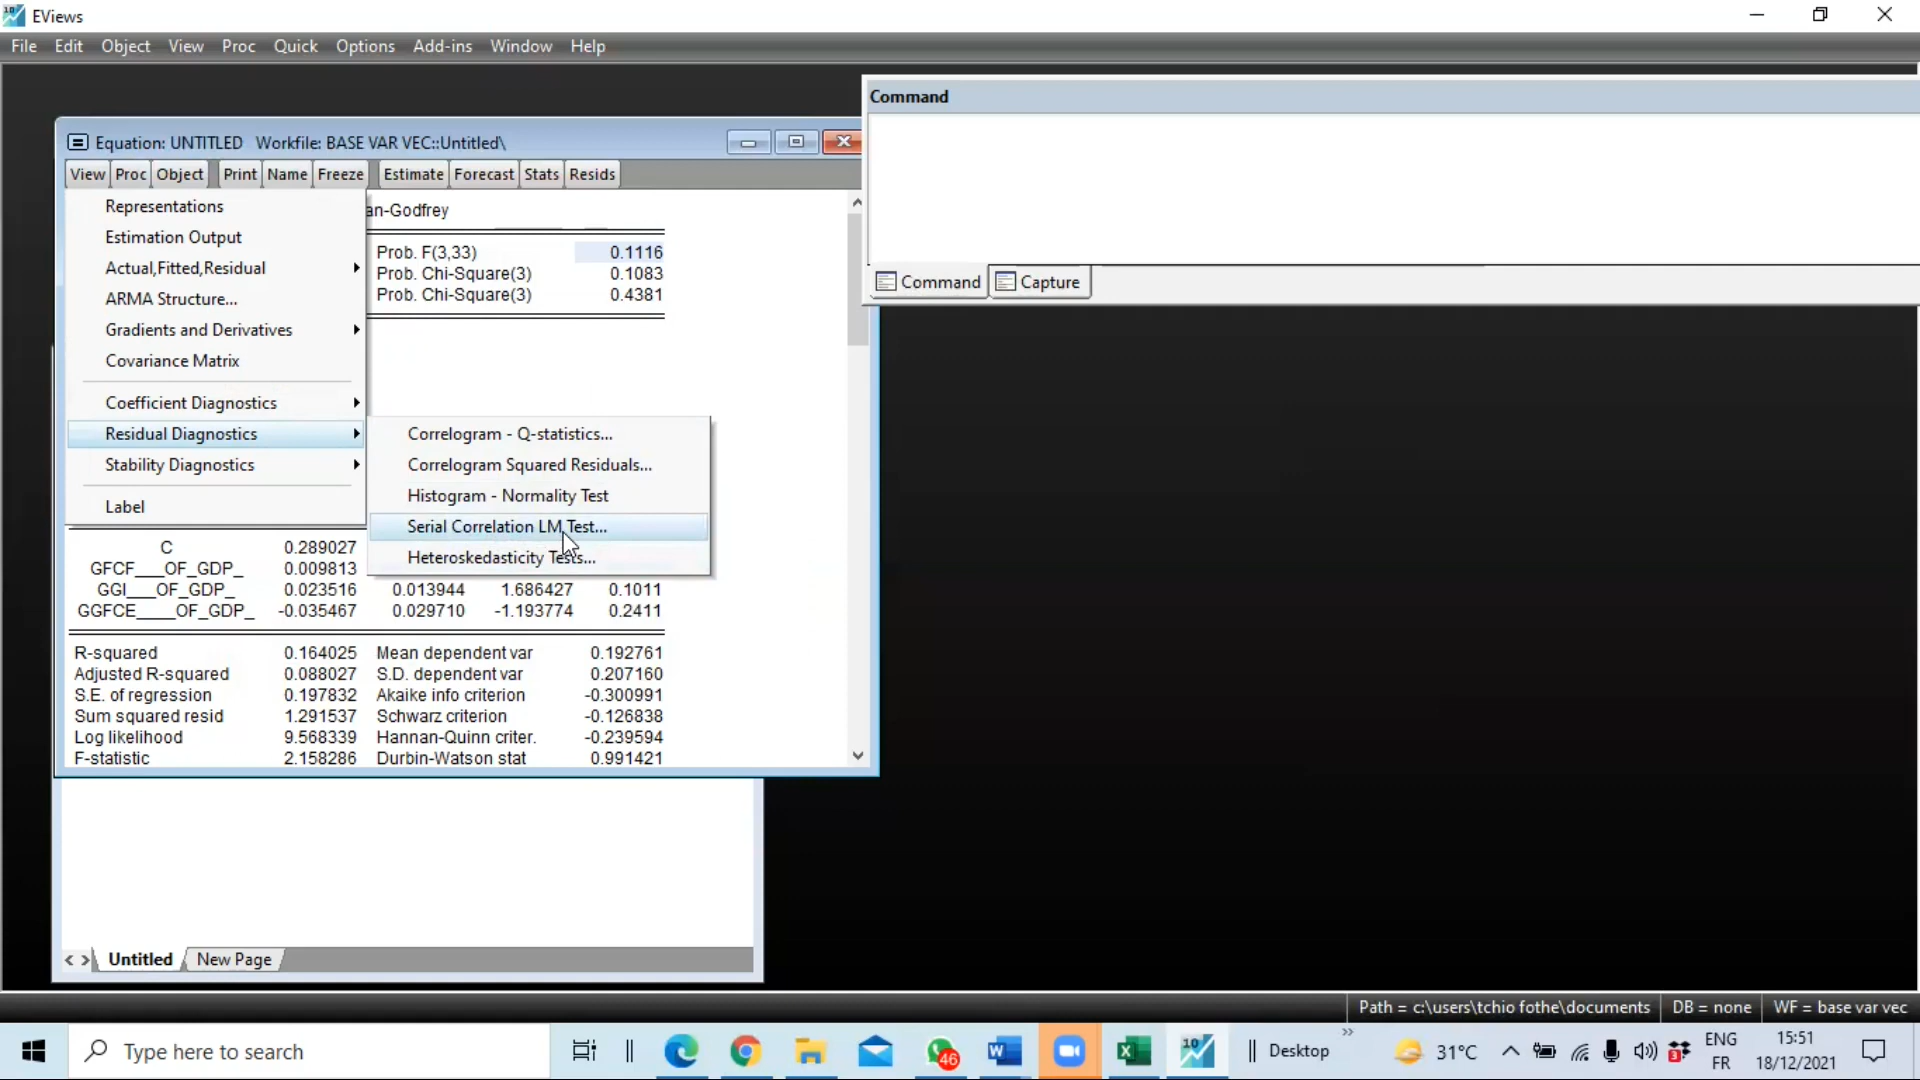 EViews
File Edit Object View Proc Quick Options Add-ins Window Help
Command
Equation: UNTITLED Workfile: BASE VAR VEC::Untitled\
View Proc Object Print Name Freeze Estimate Forecast Stats Resids
Representations
an-Godfrey
Estimation Output
Prob. F(3,33) 0.1116
Actual,Fitted,Residual
Prob. Chi-Square(3) 0.1083
Command Capture
ARMA Structure...
Prob. Chi-Square(3) 0.4381
Gradients and Derivatives
Covariance Matrix
Coefficient Diagnostics
Residual Diagnostics
Correlogram - Q-statistics...
Stability Diagnostics
Correlogram Squared Residuals...
Histogram - Normality Test
Label
Serial Correlation LM Test...
Heteroskedasticity Tests...
C 0.289027
GFCF___OF_GDP_ 0.009813
GGI___OF_GDP_ 0.023516 0.013944 1.686427 0.1011
GGFCE____OF_GDP_ -0.035467 0.029710 -1.193774 0.2411
R-squared 0.164025 Mean dependent var 0.192761
Adjusted R-squared 0.088027 S.D. dependent var 0.207160
S.E. of regression 0.197832 Akaike info criterion -0.300991
Sum squared resid 1.291537 Schwarz criterion -0.126838
Log likelihood 9.568339 Hannan-Quinn criter. -0.239594
F-statistic 2.158286 Durbin-Watson stat 0.991421
< > Untitled New Page
Path = c:\users\tchio fothe\documents DB = none WF = base var vec
Type here to search
46
10
Desktop
31°C
3
ENG
FR
15:51
18/12/2021